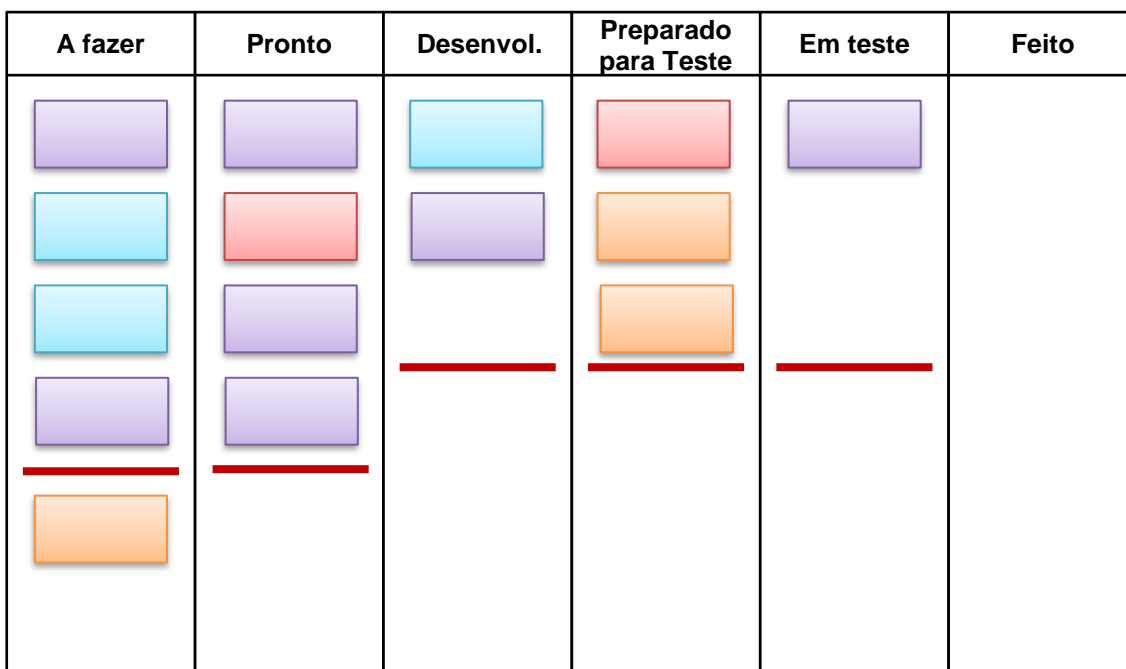 A fazer
Pronto
Desenvol.
Preparado
para Teste
Em teste
Feito